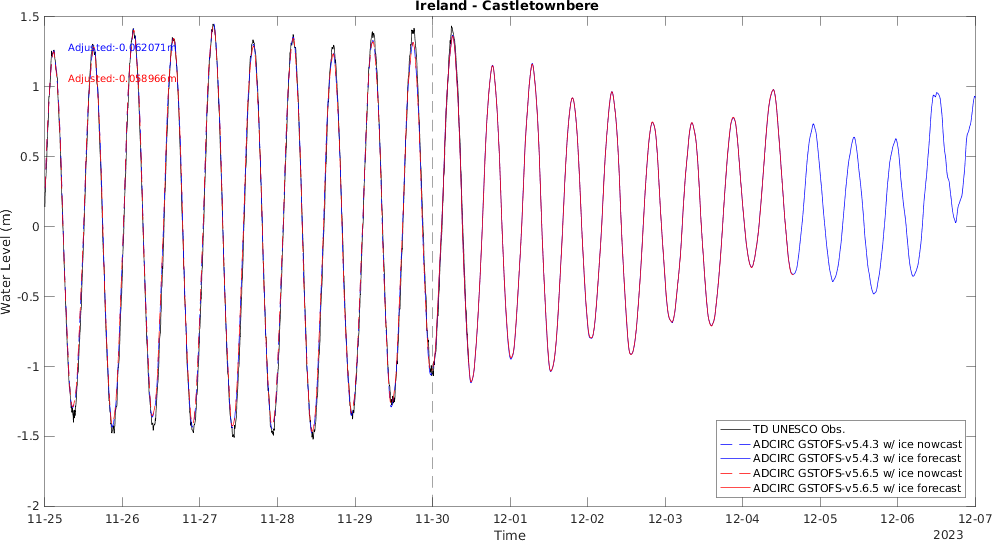 Ireland - Castletownbere
1.5
Adjusted:-0.062071m
Adjusted:-0.058966m
1
0.5
0
-0.5
-1
-1.5
-2
Water Level (m)
TD UNESCO Obs.
ADCIRC GSTOFS-v5.4.3 w/ ice nowcast
ADCIRC GSTOFS-v5.4.3 w/ ice forecast
ADCIRC GSTOFS-v5.6.5 w/ ice nowcast
ADCIRC GSTOFS-v5.6.5 w/ ice forecast
11-25 11-26 11-27 11-28 11-29 11-30 12-01 12-02 12-03 12-04 12-05 12-06 12-07
Time
2023